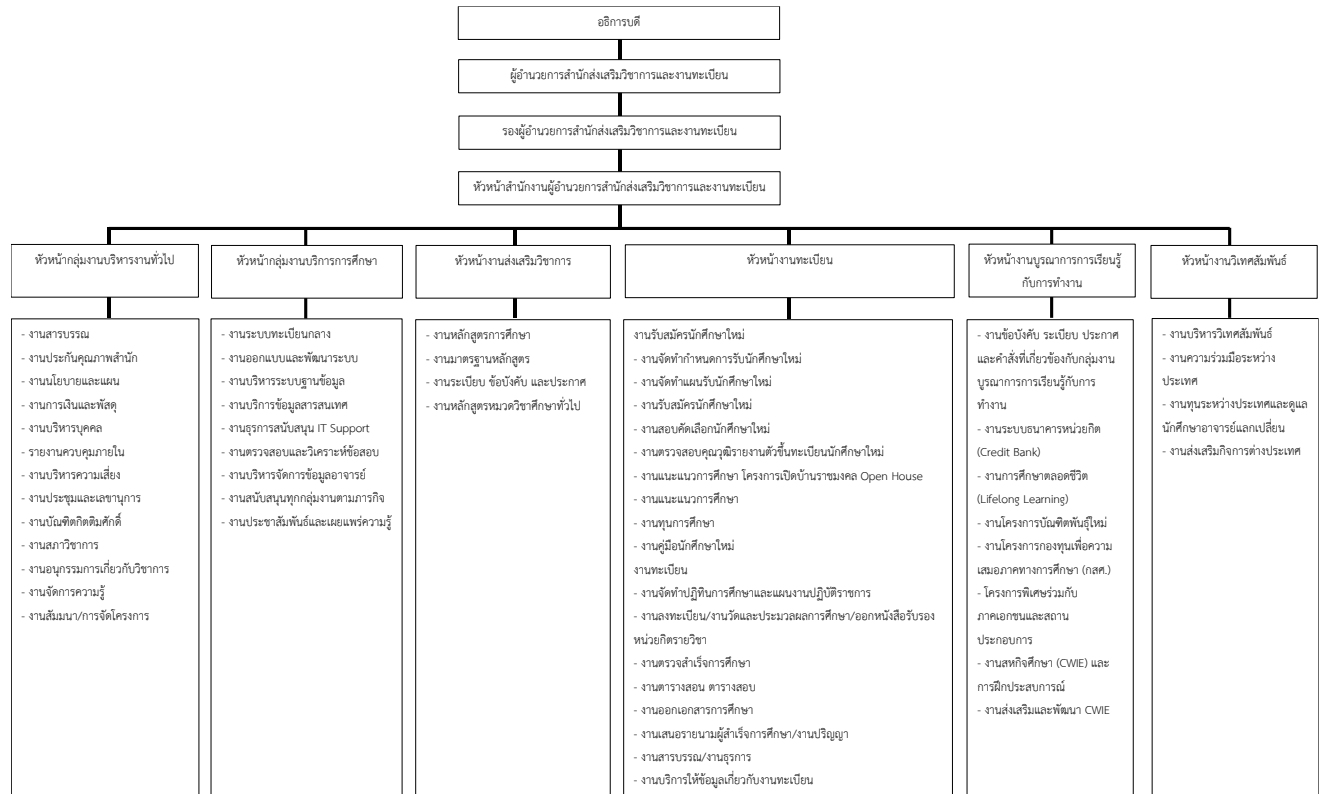 อธิการบดี
ผู้อำนวยการสำนักส่งเสริมวิชาการและงานทะเบียน
รองผู้อำนวยการสำนักส่งเสริมวิชาการและงานทะเบียน
หัวหน้าสำนักงานผู้อำนวยการสำนักส่งเสริมวิชาการและงานทะเบียน
หัวหน้ากลุ่มงานบริหารงานทั่วไป
- งานสารบรรณ
- งานประกันคุณภาพสำนัก
- งานนโยบายและแผน
- งานการเงินและพัสดุ
- งานบริหารบุคคล
- รายงานควบคุมภายใน
- งานบริหารความเสี่ยง
- งานประชุมและเลขานุการ
- งานบัณฑิตกิตติมศักดิ์
- งานสภาวิชาการ
- งานอนุกรรมการเกี่ยวกับวิชาการ
- งานจัดการความรู้
- งานสัมมนา/การจัดโครงการ
หัวหน้ากลุ่มงานบริการการศึกษา
- งานระบบทะเบียนกลาง
- งานออกแบบและพัฒนาระบบ
- งานบริหารระบบฐานข้อมูล
- งานบริการข้อมูลสารสนเทศ
- งานธุรการสนับสนุน IT Support
- งานตรวจสอบและวิเคราะห์ข้อสอบ
- งานบริหารจัดการข้อมูลอาจารย์
- งานสนับสนุนทุกกลุ่มงานตามภารกิจ
- งานประชาสัมพันธ์และเผยแพร่ความรู้
หัวหน้างานส่งเสริมวิชาการ
- งานหลักสูตรการศึกษา
- งานมาตรฐานหลักสูตร
- งานระเบียบ ข้อบังคับ และประกาศ
- งานหลักสูตรหมวดวิชาศึกษาทั่วไป
หัวหน้างานทะเบียน
งานรับสมัครนักศึกษาใหม่
- งานจัดทำกำหนดการรับนักศึกษาใหม่
- งานจัดทำแผนรับนักศึกษาใหม่
- งานรับสมัครนักศึกษาใหม่
- งานสอบคัดเลือกนักศึกษาใหม่
- งานตรวจสอบคุณวุฒิรายงานตัวขึ้นทะเบียนนักศึกษาใหม่
- งานแนะแนวการศึกษา โครงการเปิดบ้านราชมงคล Open House
- งานแนะแนวการศึกษา
- งานทุนการศึกษา
- งานคู่มือนักศึกษาใหม่
งานทะเบียน
- งานจัดทำปฏิทินการศึกษาและแผนงานปฏิบัติราชการ
- งานลงทะเบียน/งานวัดและประมวลผลการศึกษา/ออกหนังสือรับรอง
หน่วยกิตรายวิชา
- งานตรวจสำเร็จการศึกษา
- งานตารางสอน ตารางสอบ
- งานออกเอกสารการศึกษา
- งานเสนอรายนามผู้สำเร็จการศึกษา/งานปริญญา
- งานสารบรรณ/งานธุรการ
- งานบริการให้ข้อมูลเกี่ยวกับงานทะเบียน
หัวหน้างานบูรณาการการเรียนรู้
กับการทำงาน
- งานข้อบังคับ ระเบียบ ประกาศ
และคำสั่งที่เกี่ยวข้องกับกลุ่มงาน
บูรณาการการเรียนรู้กับการ
ทำงาน
- งานระบบธนาคารหน่วยกิต
(Credit Bank)
- งานการศึกษาตลอดชีวิต
(Lifelong Learning)
- งานโครงการบัณฑิตพันธุ์ใหม่
- งานโครงการกองทุนเพื่อความ
เสมอภาคทางการศึกษา (กสศ.)
- โครงการพิเศษร่วมกับ
ภาคเอกชนและสถาน
ประกอบการ
- งานสหกิจศึกษา (CWIE) และ
การฝึกประสบการณ์
- งานส่งเสริมและพัฒนา CWIE
หัวหน้างานวิเทศสัมพันธ์
- งานบริหารวิเทศสัมพันธ์
- งานความร่วมมือระหว่าง
ประเทศ
- งานทุนระหว่างประเทศและดูแล
นักศึกษาอาจารย์แลกเปลี่ยน
- งานส่งเสริมกิจการต่างประเทศ